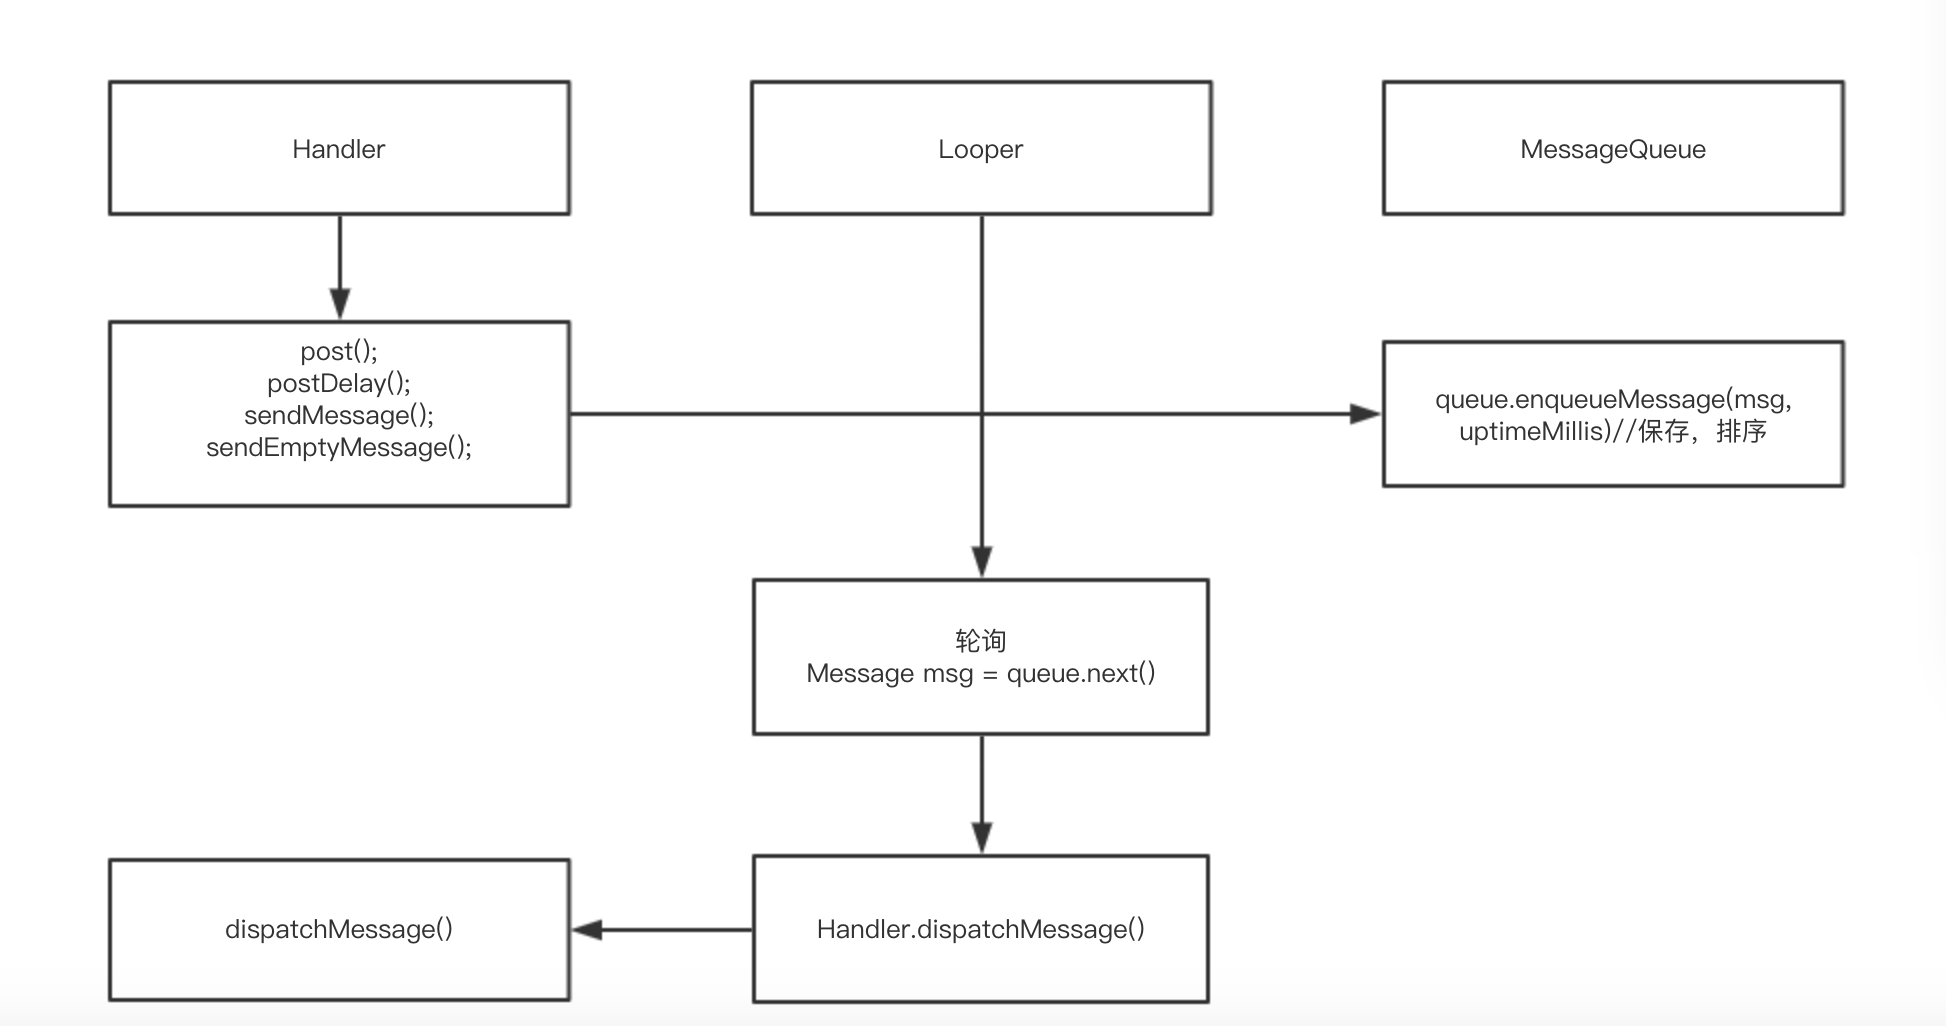 Handler
Looper
MessageQueue
post();
postDelay();
sendMessage();
sendEmptyMessage();
queue.enqueueMessage(msg,
uptimeMillis)//保存，排序
轮询
Message msg = queue.next()
dispatchMessage()
Handler.dispatchMessage()